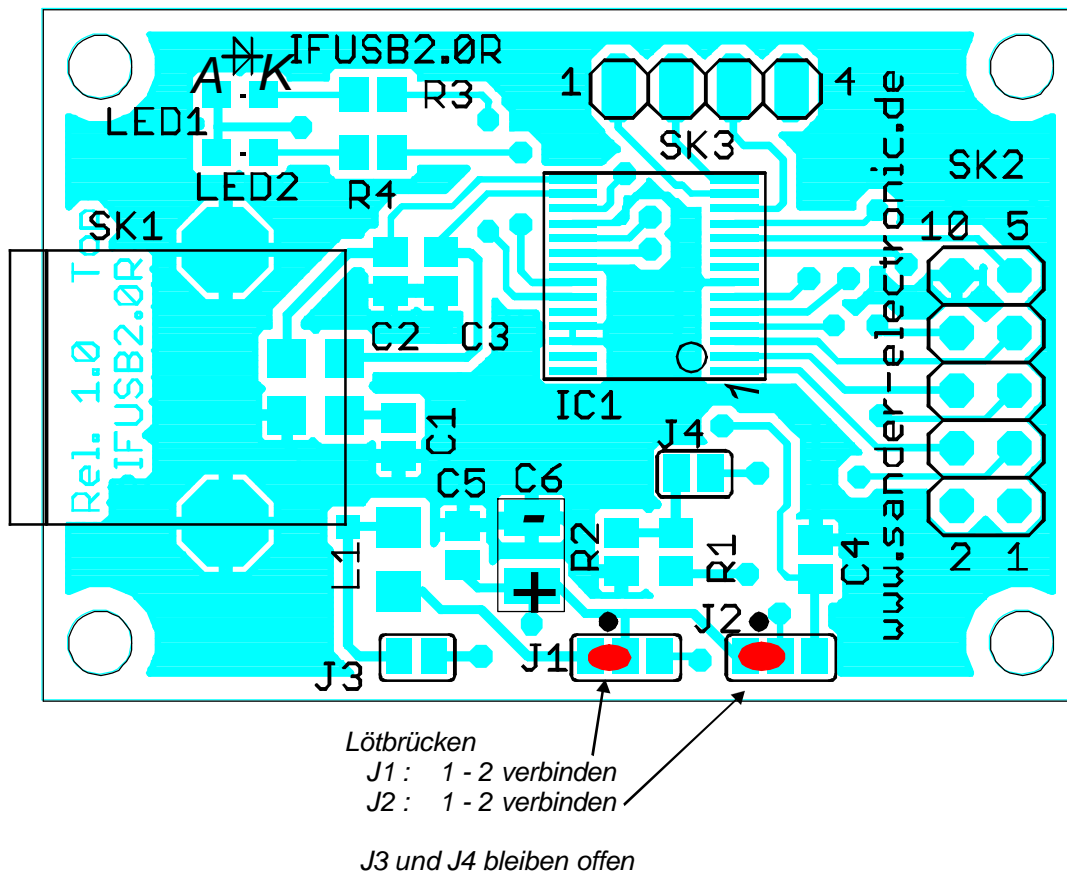 IFUSB2.0R
A K
R3
LED1
LED2
R4
1 4
SK3
SK2
10 5
SK1
Rel. 1.0 Top
IFUSB2.0R
C2 C3
IC1
1
C1
J4
C5 C6
-
+
R2
R1
C4
2 1
L1
J2
J1
J3
www.sander-electronic.de
Lötbrücken
J1 : 1 - 2 verbinden
J2 : 1 - 2 verbinden
J3 und J4 bleiben offen